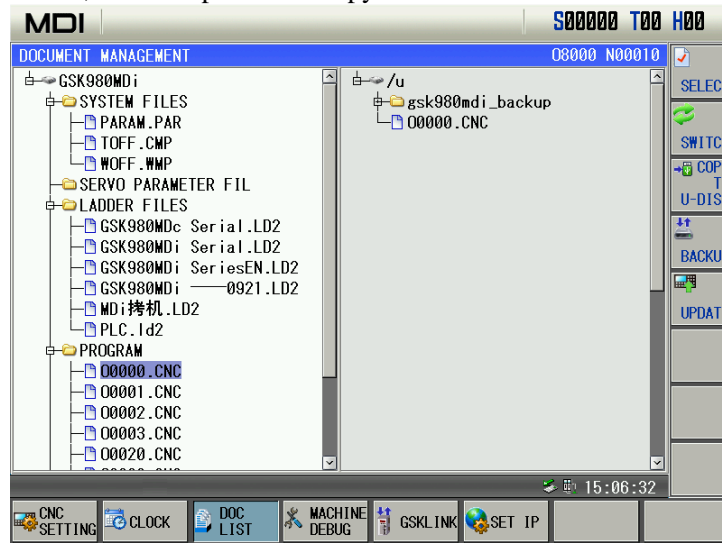 MDI S00000 T00 H00
DOCUMENT MANAGEMENT O8000 N00010
GSK980MDi
SYSTEM FILES
PARAM.PAR
TOFF.CMP
WOFF.WMP
SERVO PARAMETER FIL
LADDER FILES
GSK980MDc Serial.LD2
GSK980MDi Serial.LD2
GSK980MDi SeriesEN.LD2
GSK980MDi ——0921.LD2
MDi拷机.LD2
PLC.ld2
PROGRAM
O0000.CNC
O0001.CNC
O0002.CNC
O0003.CNC
O0020.CNC
/u
gsk980mdi_backup
O0000.CNC
SELEC
SWITC
COP
T
U-DIS
BACKU
UPDAT
15:06:32
CNC SETTING
CLOCK
DOC LIST
MACHINE DEBUG
GSKLINK
SET IP